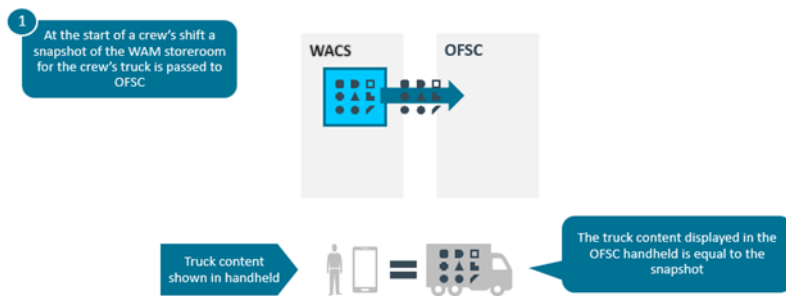 1
At the start of a crew's shift a
snapshot of the WAM storeroom
for the crew's truck is passed to
OFSC
WACS
OFSC
Truck content
shown in handheld
The truck content displayed in the
OFSC handheld is equal to the
snapshot